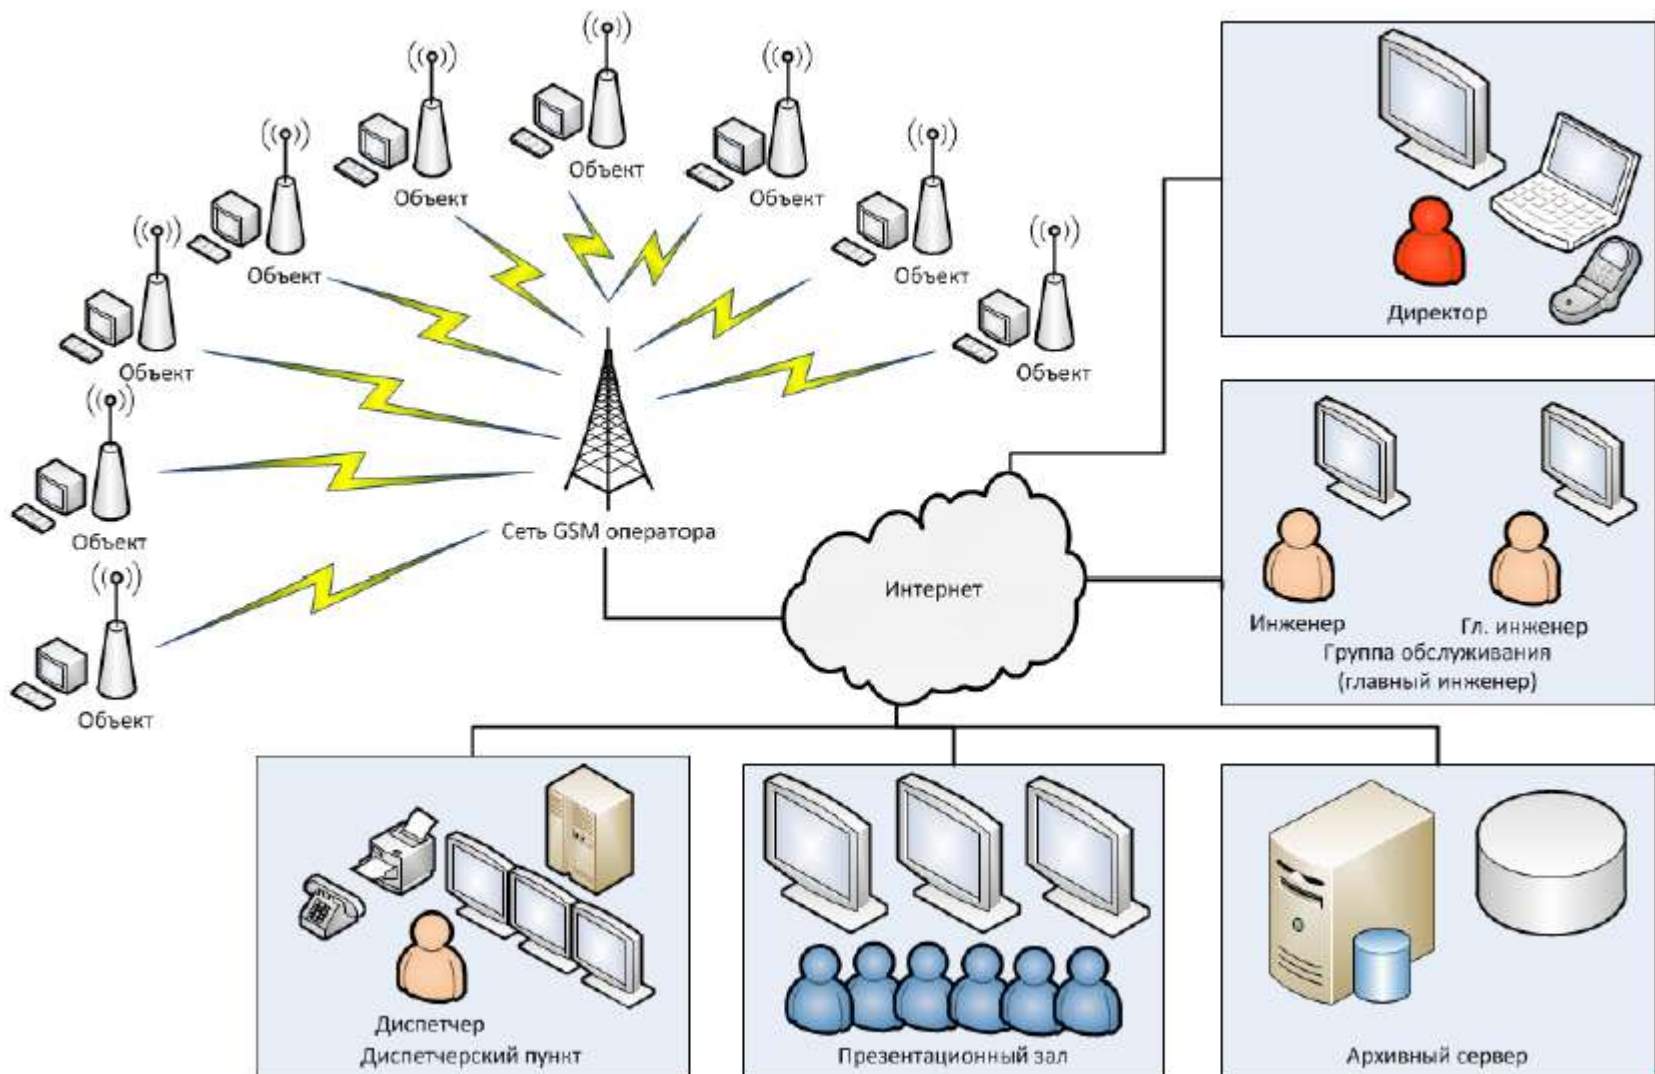 Объект
Объект
Объект
Объект
Объект
Объект
Объект
Объект
Объект
Сеть GSM оператора
Интернет
Директор
Инженер
Гл. инженер
Группа обслуживания
(главный инженер)
Диспетчер
Диспетчерский пункт
Презентационный зал
Архивный сервер